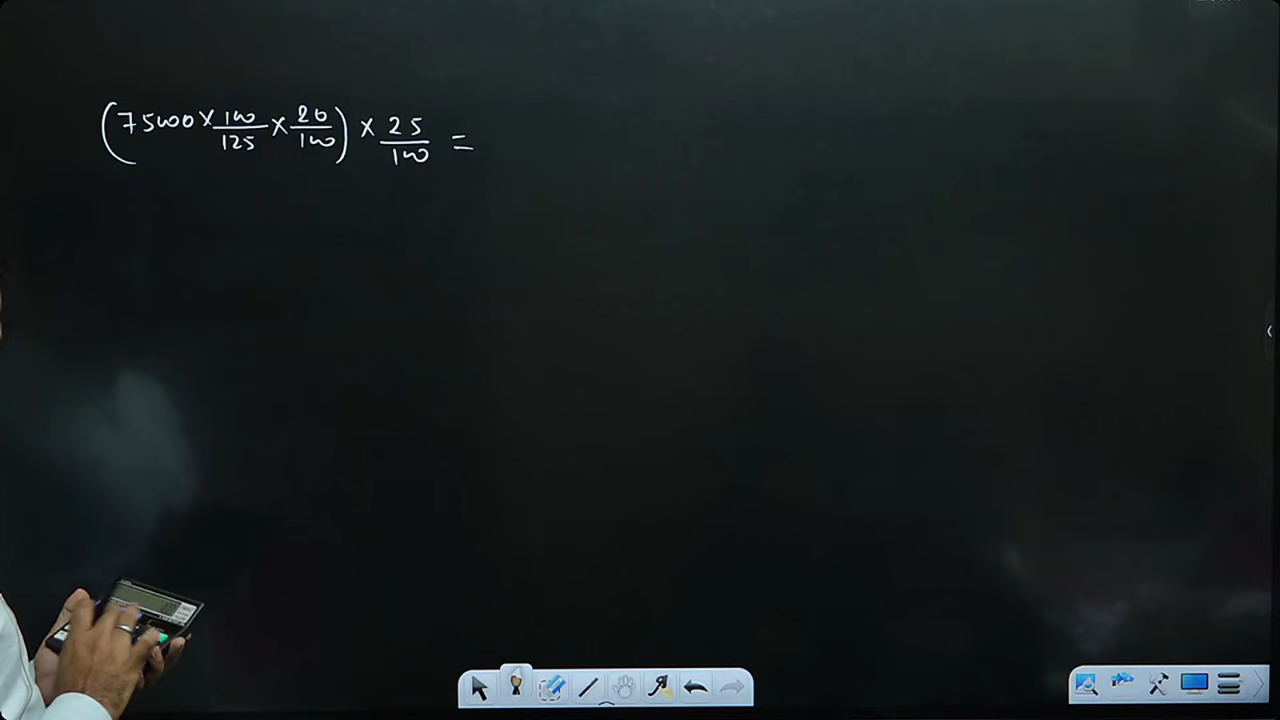 (75000 × 100/125 × 20/100) × 25/100 =